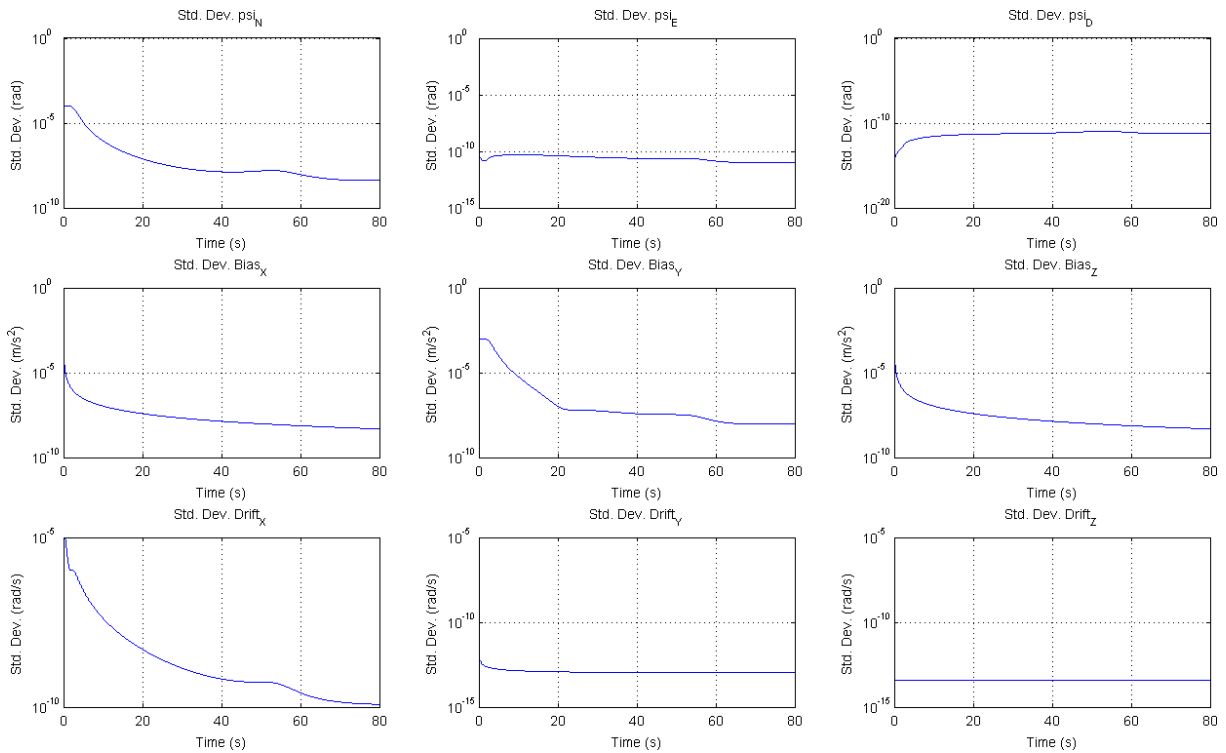 Std. Dev. psi_N
Std. Dev. psi_E
Std. Dev. psi_D
10^0
10^-5
10^-10
Std. Dev. (rad)
0 20 40 60 80
Time (s)
10^0
10^-5
10^-10
10^-15
Std. Dev. (rad)
0 20 40 60 80
Time (s)
10^0
10^-10
10^-20
Std. Dev. (rad)
0 20 40 60 80
Time (s)
Std. Dev. Bias_X
Std. Dev. Bias_Y
Std. Dev. Bias_Z
10^0
10^-5
10^-10
Std. Dev. (m/s^2)
0 20 40 60 80
Time (s)
10^0
10^-5
10^-10
Std. Dev. (m/s^2)
0 20 40 60 80
Time (s)
10^0
10^-5
10^-10
Std. Dev. (m/s^2)
0 20 40 60 80
Time (s)
Std. Dev. Drift_X
Std. Dev. Drift_Y
Std. Dev. Drift_Z
10^-5
10^-10
Std. Dev. (rad/s)
0 20 40 60 80
Time (s)
10^-5
10^-10
10^-15
Std. Dev. (rad/s)
0 20 40 60 80
Time (s)
10^-5
10^-10
10^-15
Std. Dev. (rad/s)
0 20 40 60 80
Time (s)